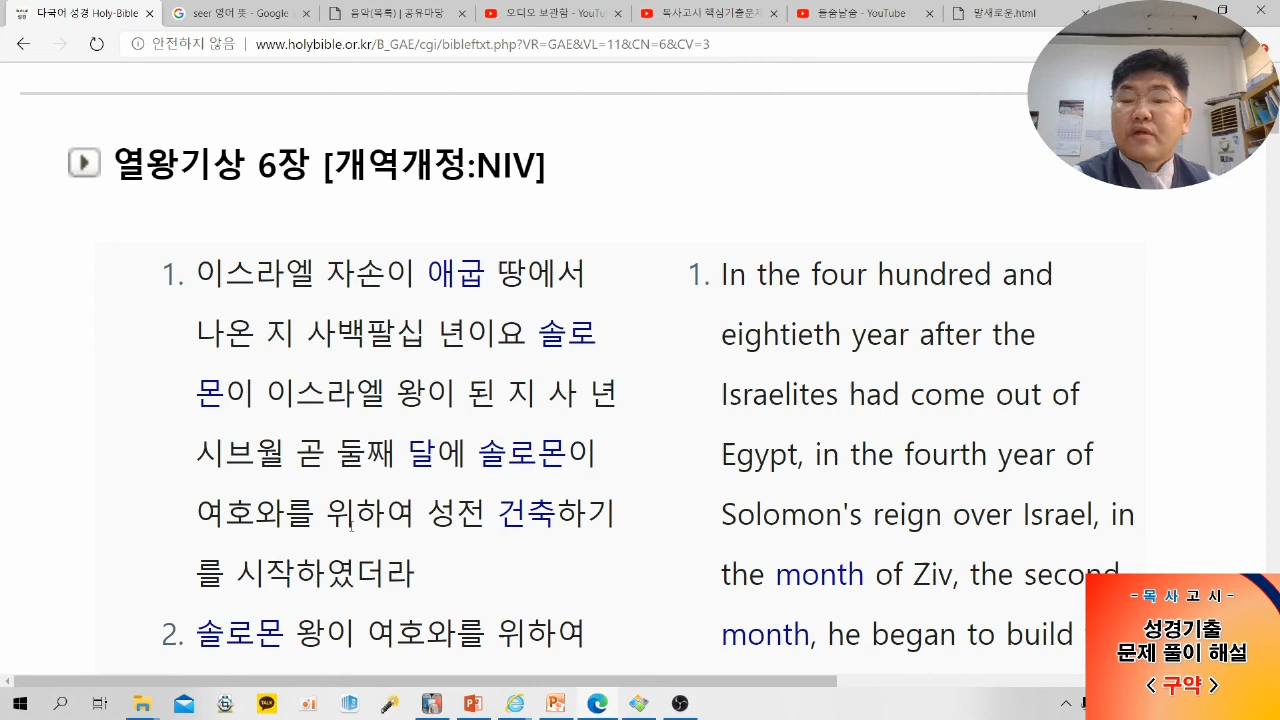 다국어 성경 Holy-Bible
seer 영어 뜻 - Google
음악(목록) | 공유마당
오디오 보관함 - YouTu
목사고시 핵심기출문
들숨날숨 - YouTube
말새로운.html
안전하지 않음
www.holybible.or.kr/B_GAE/cgi/bibleftxt.php?VR=GAE&VL=11&CN=6&CV=3
열왕기상 6장 [개역개정:NIV]
1. 이스라엘 자손이 애굽 땅에서
나온 지 사백팔십 년이요 솔로
몬이 이스라엘 왕이 된 지 사 년
시브월 곧 둘째 달에 솔로몬이
여호와를 위하여 성전 건축하기
를 시작하였더라
2. 솔로몬 왕이 여호와를 위하여
1. In the four hundred and
eightieth year after the
Israelites had come out of
Egypt, in the fourth year of
Solomon's reign over Israel, in
the month of Ziv, the second
month, he began to build
- 목 사 고 시 -
성경기출
문제 풀이 해설
< 구약 >
TALK